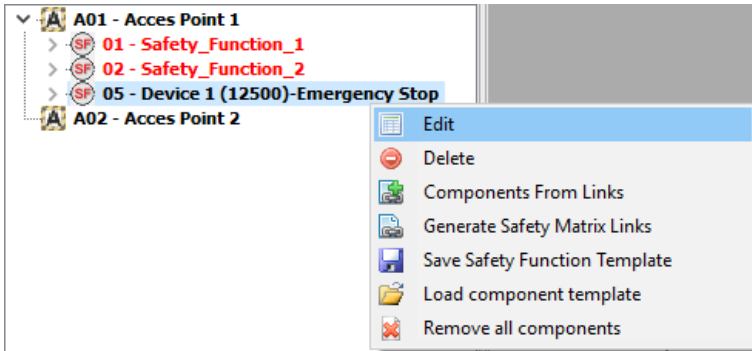 A01 - Acces Point 1
SF 01 - Safety_Function_1
SF 02 - Safety_Function_2
SF 05 - Device 1 (12500)-Emergency Stop
A02 - Acces Point 2
Edit
Delete
Components From Links
Generate Safety Matrix Links
Save Safety Function Template
Load component template
Remove all components